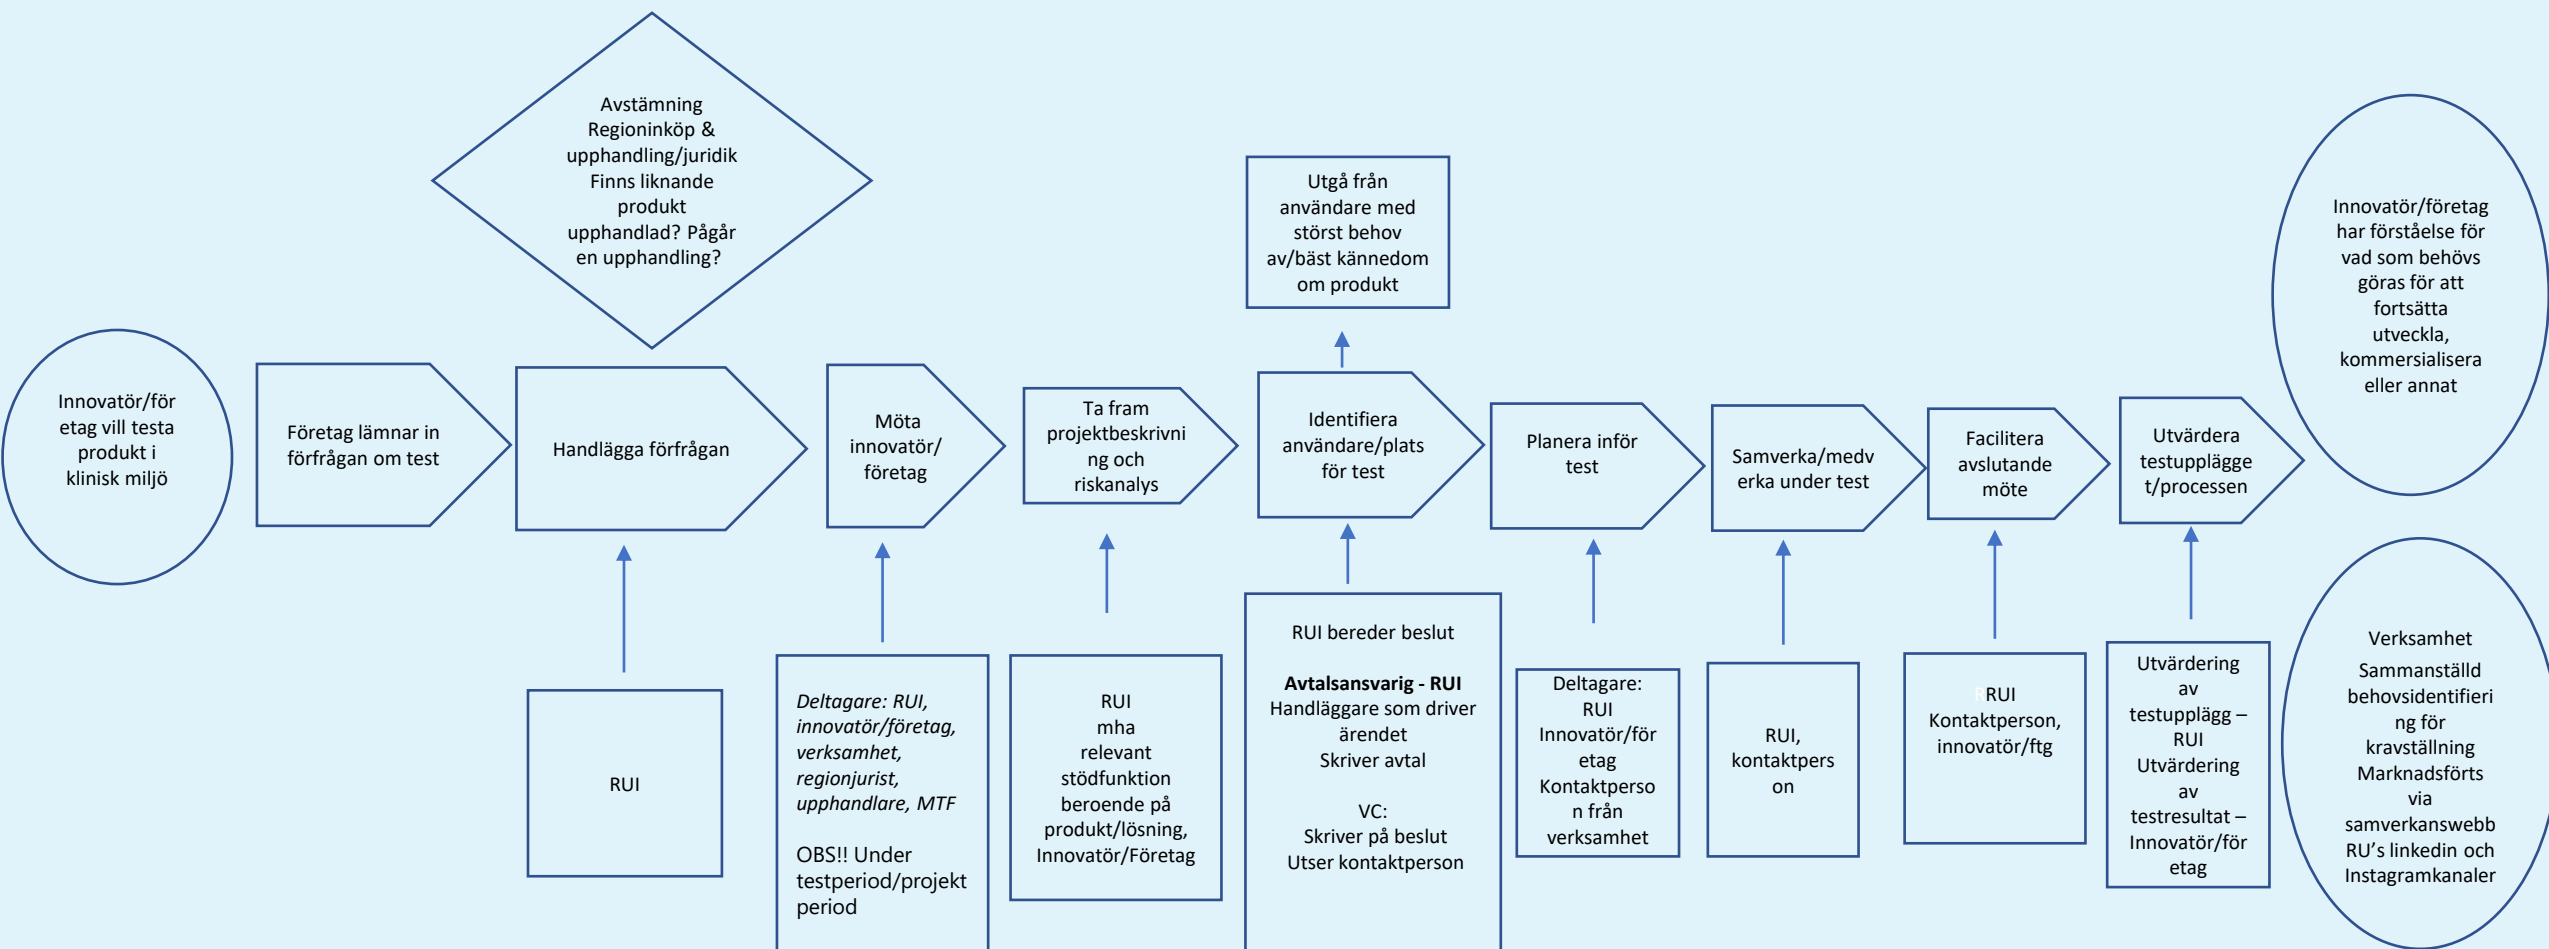 Avstämning
Regioninköp &
upphandling/juridik
Finns liknande
produkt
upphandlad? Pågår
en upphandling?
Utgå från
användare med
störst behov
av/bäst kännedom
om produkt
Innovatör/företag
har förståelse för
vad som behövs
göras för att
fortsätta
utveckla,
kommersialisera
eller annat
Innovatör/för
etag vill testa
produkt i
klinisk miljö
Företag lämnar in
förfrågan om test
Handlägga förfrågan
Möta
innovatör/
företag
Ta fram
projektbeskrivni
ng och
riskanalys
Identifiera
användare/plats
för test
Planera inför
test
Samverka/medv
erka under test
Facilitera
avslutande
möte
Utvärdera
testupplägge
t/processen
RUI
Deltagare: RUI,
innovatör/företag,
verksamhet,
regionjurist,
upphandlare, MTF
OBS!! Under
testperiod/projekt
period
RUI
mha
relevant
stödfunktion
beroende på
produkt/lösning,
Innovatör/Företag
RUI bereder beslut
Avtalsansvarig - RUI
Handläggare som driver
ärendet
Skriver avtal
VC:
Skriver på beslut
Utser kontaktperson
Deltagare:
RUI
Innovatör/för
etag
Kontaktperso
n från
verksamhet
RUI,
kontaktpers
on
RRUI
Kontaktperson,
innovatör/ftg
Utvärdering
av
testupplägg –
RUI
Utvärdering
av
testresultat –
Innovatör/för
etag
Verksamhet
Sammanställd
behovsidentifieri
ng för
kravställning
Marknadsförts
via
samverkanswebb
RU's linkedin och
Instagramkanaler